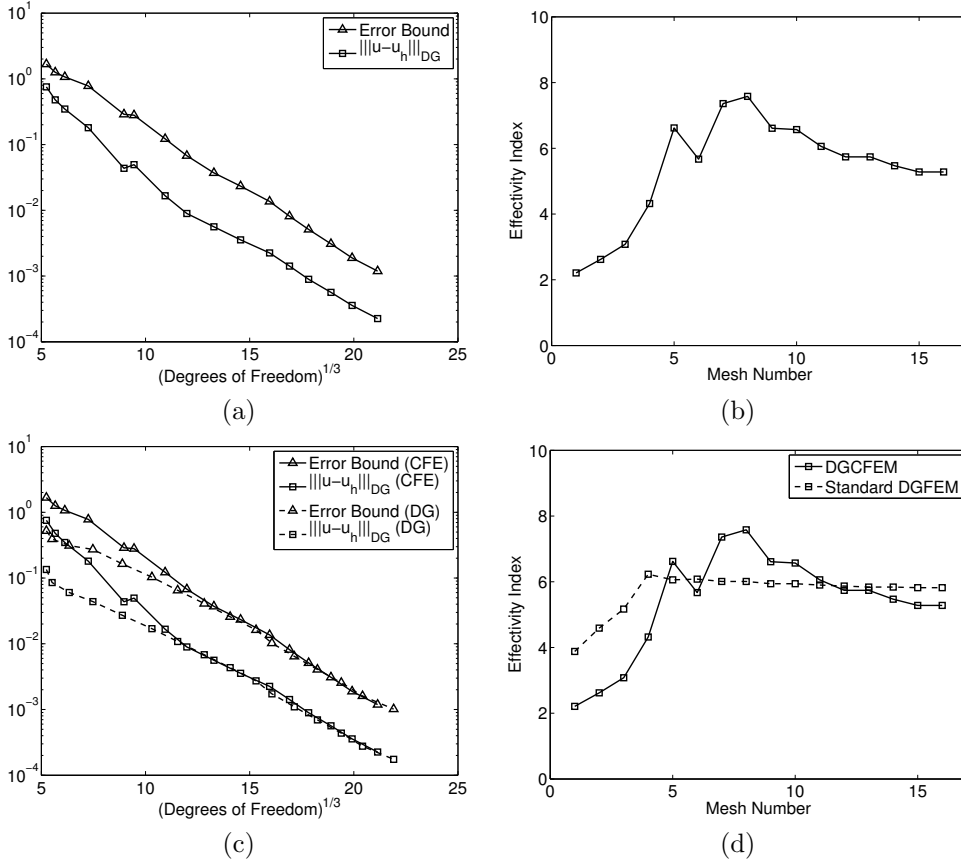 10^1
10^0
10^-1
10^-2
10^-3
10^-4
5 10 15 20 25
(Degrees of Freedom)^1/3
Error Bound
|||u-u_h|||_DG
(a)
10
8
6
4
2
0
Effectivity Index
0 5 10 15
Mesh Number
(b)
10^1
10^0
10^-1
10^-2
10^-3
10^-4
5 10 15 20 25
(Degrees of Freedom)^1/3
Error Bound (CFE)
|||u-u_h|||_DG (CFE)
Error Bound (DG)
|||u-u_h|||_DG (DG)
(c)
10
8
6
4
2
0
Effectivity Index
0 5 10 15
Mesh Number
DGCFEM
Standard DGFEM
(d)